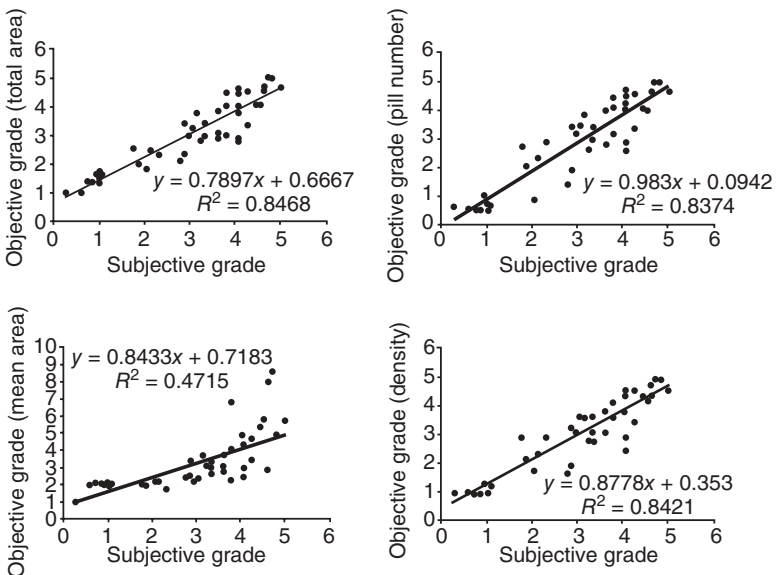 Objective grade (total area)
6
5
4
3
2
1
0
0 1 2 3 4 5 6
Subjective grade
y = 0.7897x + 0.6667
R² = 0.8468
Objective grade (pill number)
6
5
4
3
2
1
0
0 1 2 3 4 5 6
Subjective grade
y = 0.983x + 0.0942
R² = 0.8374
Objective grade (mean area)
10
9
8
7
6
5
4
3
2
1
0
0 1 2 3 4 5 6
Subjective grade
y = 0.8433x + 0.7183
R² = 0.4715
Objective grade (density)
6
5
4
3
2
1
0
0 1 2 3 4 5 6
Subjective grade
y = 0.8778x + 0.353
R² = 0.8421